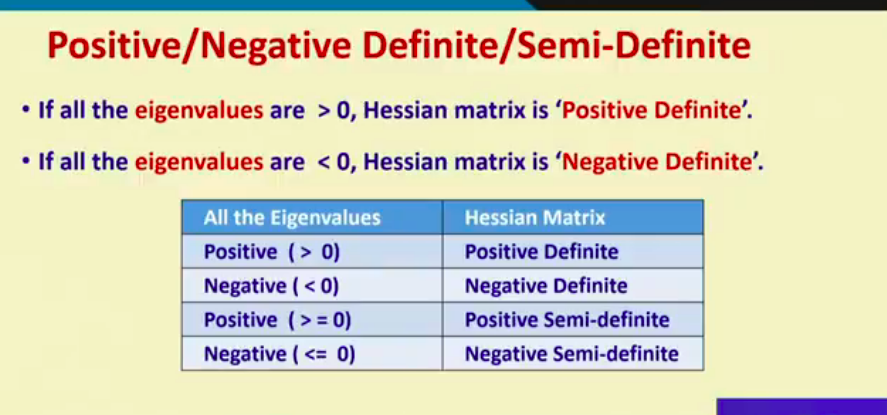 Positive/Negative Definite/Semi-Definite
• If all the eigenvalues are > 0, Hessian matrix is ‘Positive Definite’.
• If all the eigenvalues are < 0, Hessian matrix is ‘Negative Definite’.
All the Eigenvalues Hessian Matrix
Positive ( > 0) Positive Definite
Negative ( < 0) Negative Definite
Positive ( > = 0) Positive Semi-definite
Negative ( <= 0) Negative Semi-definite